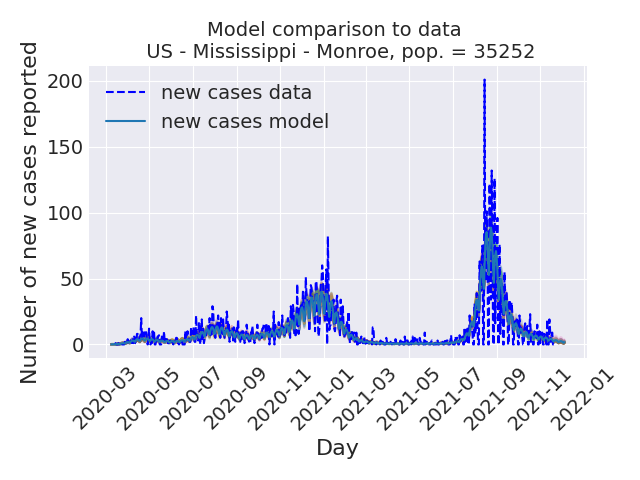 Model comparison to data
US - Mississippi - Monroe, pop. = 35252
Number of new cases reported
200
150
100
50
0
new cases data
new cases model
2020-03
2020-05
2020-07
2020-09
2020-11
2021-01
2021-03
2021-05
2021-07
2021-09
2021-11
2022-01
Day